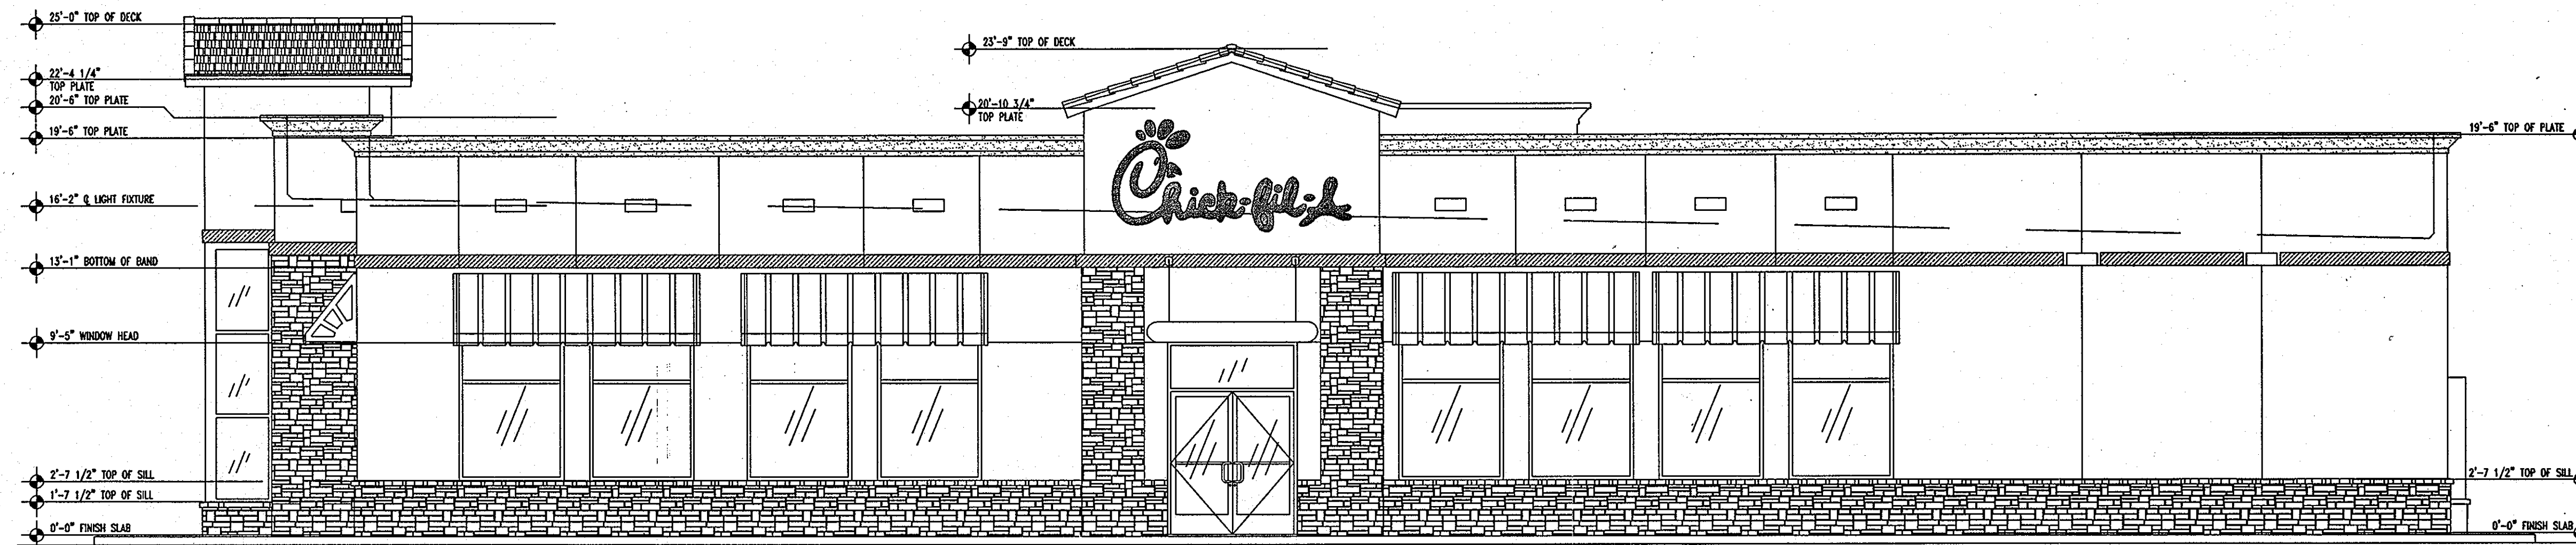 25'-0" TOP OF DECK
23'-9" TOP OF DECK
22'-4 1/4"
TOP PLATE
20'-6" TOP PLATE
20'-10 3/4"
TOP PLATE
19'-6" TOP PLATE
19'-6" TOP OF PLATE
Chick-fil-A
16'-2" ℄ LIGHT FIXTURE
13'-1" BOTTOM OF BAND
9'-5" WINDOW HEAD
2'-7 1/2" TOP OF SILL
2'-7 1/2" TOP OF SILL
1'-7 1/2" TOP OF SILL
0'-0" FINISH SLAB
0'-0" FINISH SLAB